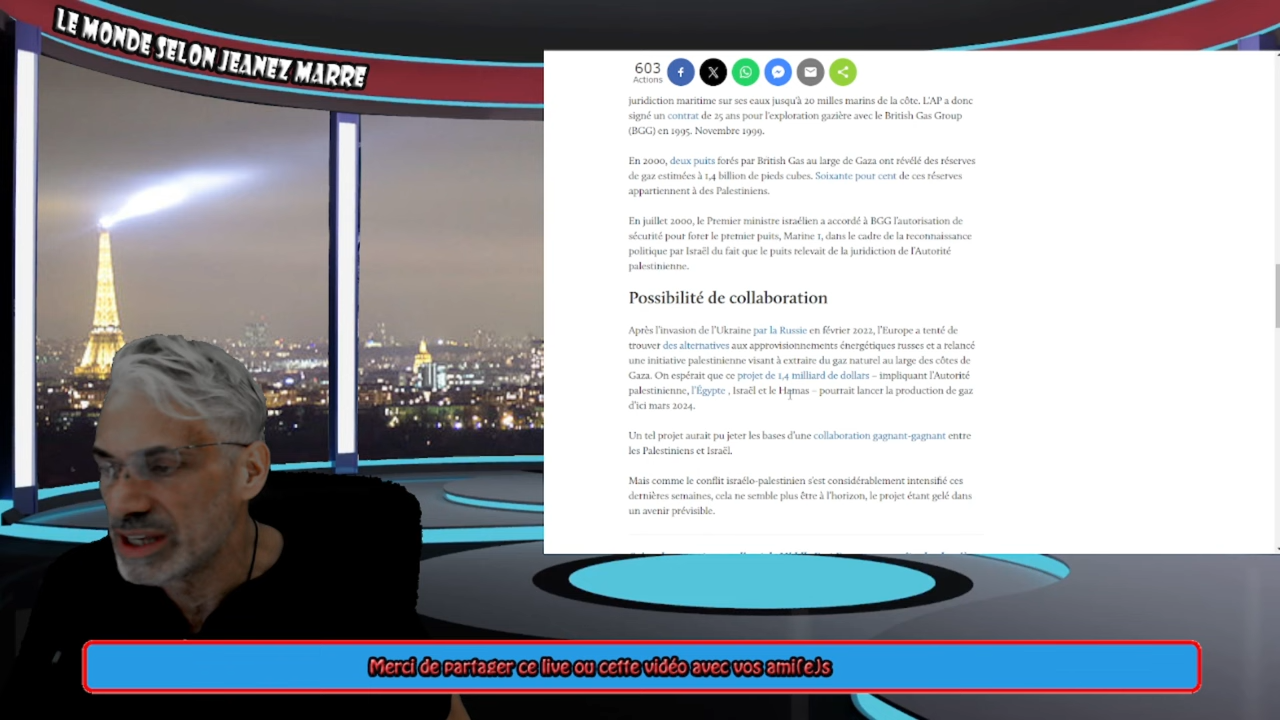 LE MONDE SELON JEANEZ MARRE
603
Actions
juridiction maritime sur ses eaux jusqu'à 20 milles marins de la côte. L'AP a donc
signé un contrat de 25 ans pour l'exploration gazière avec le British Gas Group
(BGG) en 1995. Novembre 1999.
En 2000, deux puits forés par British Gas au large de Gaza ont révélé des réserves
de gaz estimées à 1,4 billion de pieds cubes. Soixante pour cent de ces réserves
appartiennent à des Palestiniens.
En juillet 2000, le Premier ministre israélien a accordé à BGG l'autorisation de
sécurité pour forer le premier puits, Marine 1, dans le cadre de la reconnaissance
politique par Israël du fait que le puits relevait de la juridiction de l'Autorité
palestinienne.
Possibilité de collaboration
Après l'invasion de l'Ukraine par la Russie en février 2022, l'Europe a tenté de
trouver des alternatives aux approvisionnements énergétiques russes et a relancé
une initiative palestinienne visant à extraire du gaz naturel au large des côtes de
Gaza. On espérait que ce projet de 1,4 milliard de dollars – impliquant l'Autorité
palestinienne, l'Égypte , Israël et le Hamas – pourrait lancer la production de gaz
d'ici mars 2024.
Un tel projet aurait pu jeter les bases d'une collaboration gagnant-gagnant entre
les Palestiniens et Israël.
Mais comme le conflit israélo-palestinien s'est considérablement intensifié ces
dernières semaines, cela ne semble plus être à l'horizon, le projet étant gelé dans
un avenir prévisible.
Merci de partager ce live ou cette vidéo avec vos ami(e)s